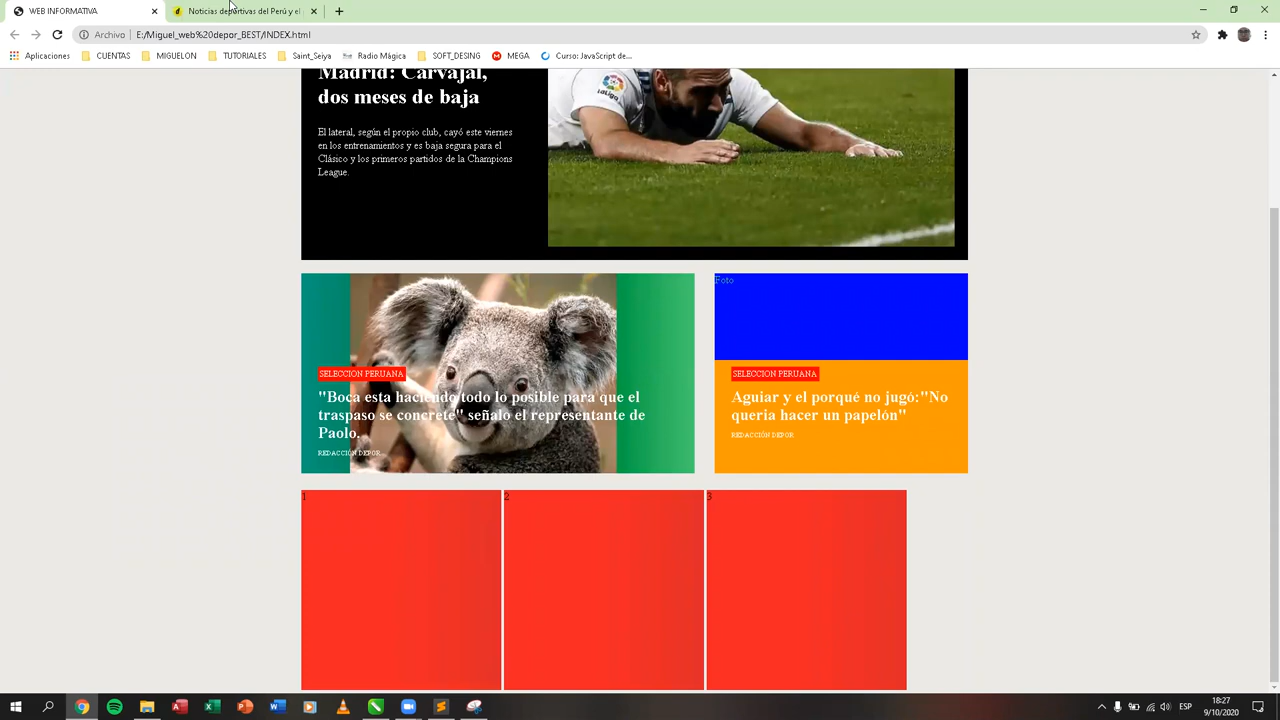 WEB INFORMATIVA
Noticias deportivas del Perú y el
Archivo
E:/Miguel_web%20depor_BEST/INDEX.html
Aplicaciones
CUENTAS
MIGUELON
TUTORIALES
Saint_Seiya
Radio Mágica
SOFT_DESING
MEGA
Curso: JavaScript de...
Madrid: Carvajal,
dos meses de baja
El lateral, según el propio club, cayó este viernes
en los entrenamientos y es baja segura para el
Clásico y los primeros partidos de la Champions
League.
LaLiga
SELECCION PERUANA
"Boca esta haciendo todo lo posible para que el
traspaso se concrete" señalo el representante de
Paolo.
REDACCIÓN DEPOR
Foto
SELECCION PERUANA
Aguiar y el porqué no jugó:"No
queria hacer un papelón"
REDACCIÓN DEPOR
1
2
3
ESP
18:27
9/10/2020